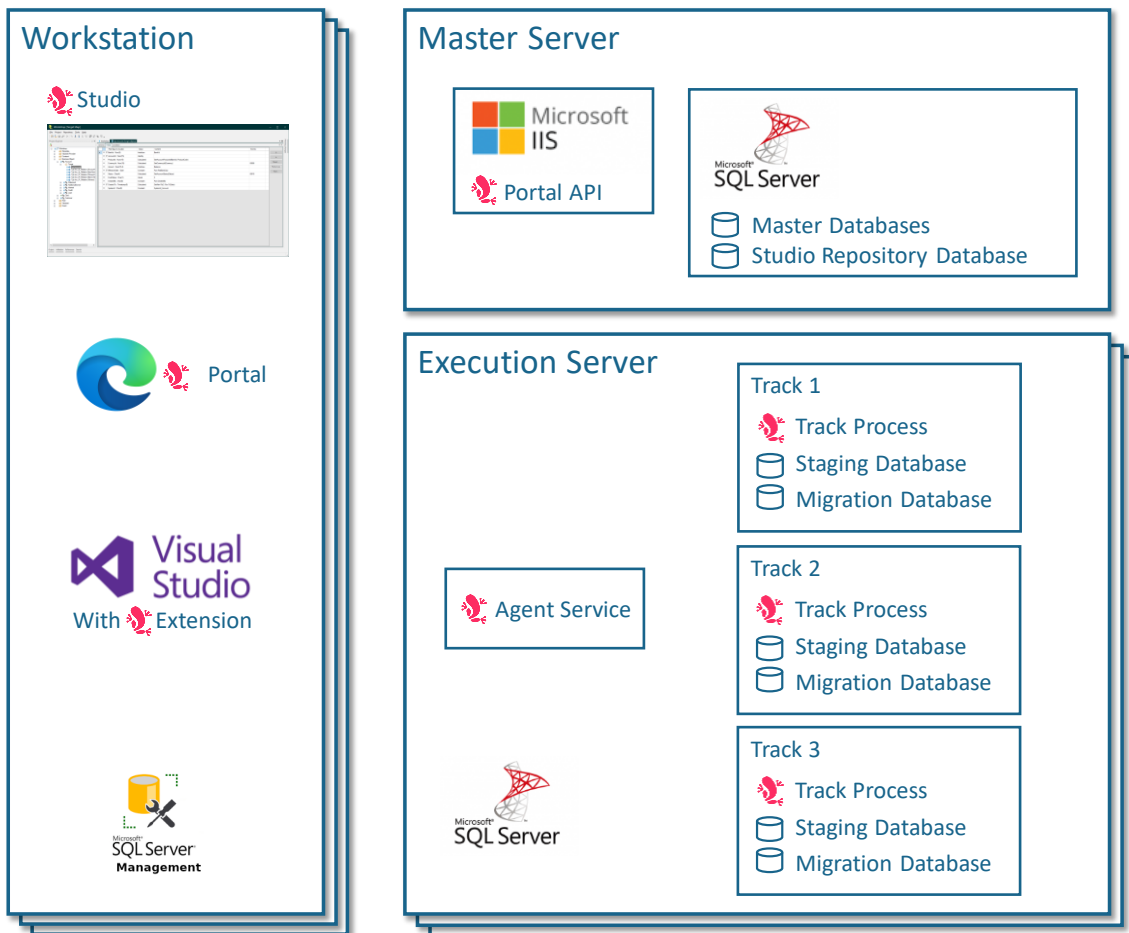 Workstation
Studio
Portal
Visual
Studio
With Extension
Microsoft
SQL Server
Management
Master Server
Microsoft
IIS
Portal API
Microsoft
SQL Server
Master Databases
Studio Repository Database
Execution Server
Agent Service
Microsoft
SQL Server
Track 1
Track Process
Staging Database
Migration Database
Track 2
Track Process
Staging Database
Migration Database
Track 3
Track Process
Staging Database
Migration Database